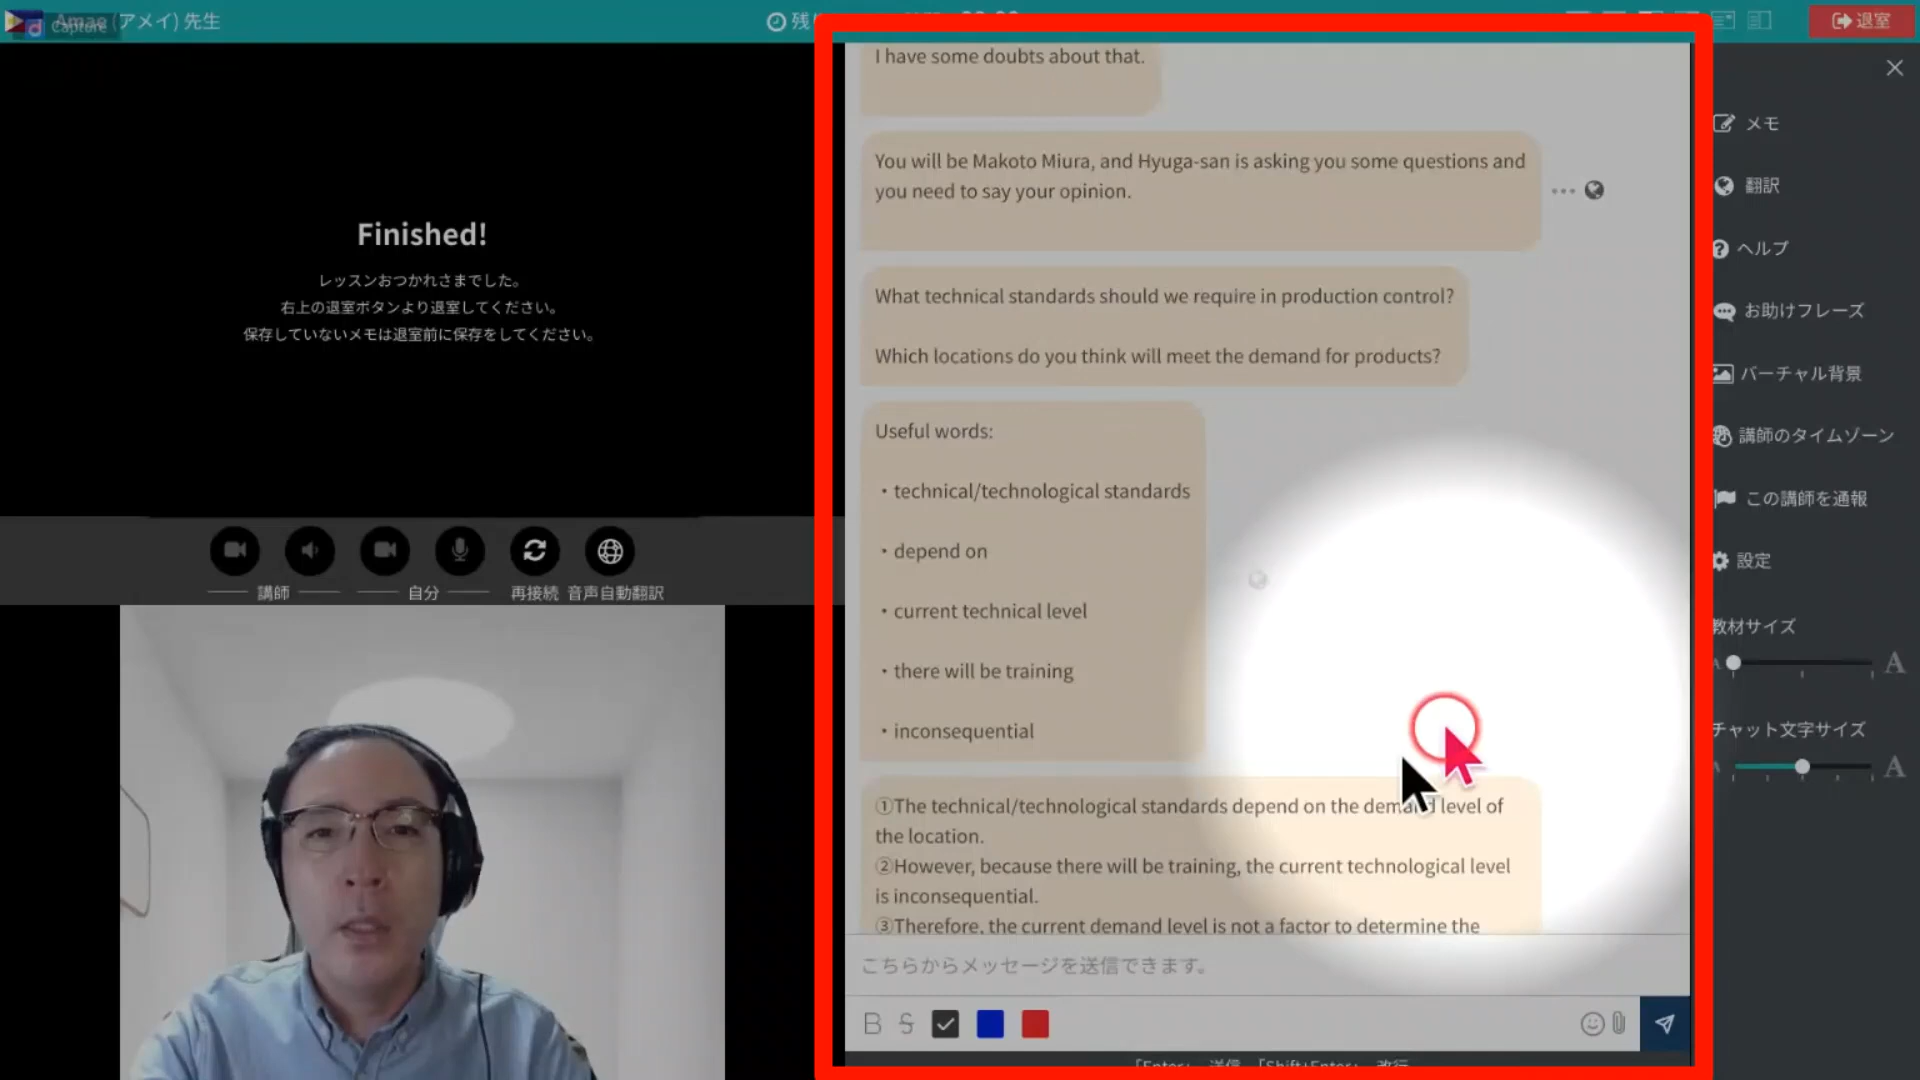 Amae (アメイ) 先生
Capture
残り
退室
Finished!
レッスンおつかれさまでした。
右上の退室ボタンより退室してください。
保存していないメモは退室前に保存をしてください。
講師
自分
再接続
音声自動翻訳
I have some doubts about that.
You will be Makoto Miura, and Hyuga-san is asking you some questions and
you need to say your opinion.
What technical standards should we require in production control?
Which locations do you think will meet the demand for products?
Useful words:
・technical/technological standards
・depend on
・current technical level
・there will be training
・inconsequential
①The technical/technological standards depend on the demand level of
the location.
②However, because there will be training, the current technological level
is inconsequential.
③Therefore, the current demand level is not a factor to determine the
こちらからメッセージを送信できます。
B S
「Enter」 送信 「Shift+Enter」 改行
メモ
翻訳
ヘルプ
お助けフレーズ
バーチャル背景
講師のタイムゾーン
この講師を通報
設定
教材サイズ
A A
チャット文字サイズ
A A